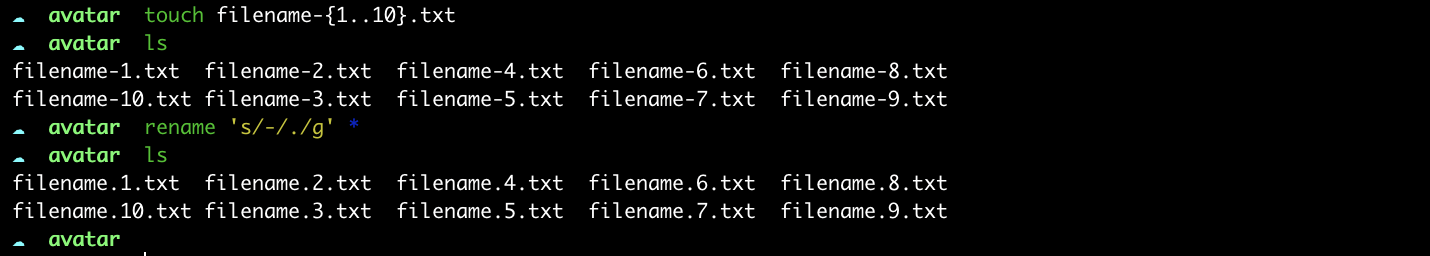 avatar touch filename-{1..10}.txt
avatar ls
filename-1.txt filename-2.txt filename-4.txt filename-6.txt filename-8.txt
filename-10.txt filename-3.txt filename-5.txt filename-7.txt filename-9.txt
avatar rename 's/-/./g' *
avatar ls
filename.1.txt filename.2.txt filename.4.txt filename.6.txt filename.8.txt
filename.10.txt filename.3.txt filename.5.txt filename.7.txt filename.9.txt
avatar